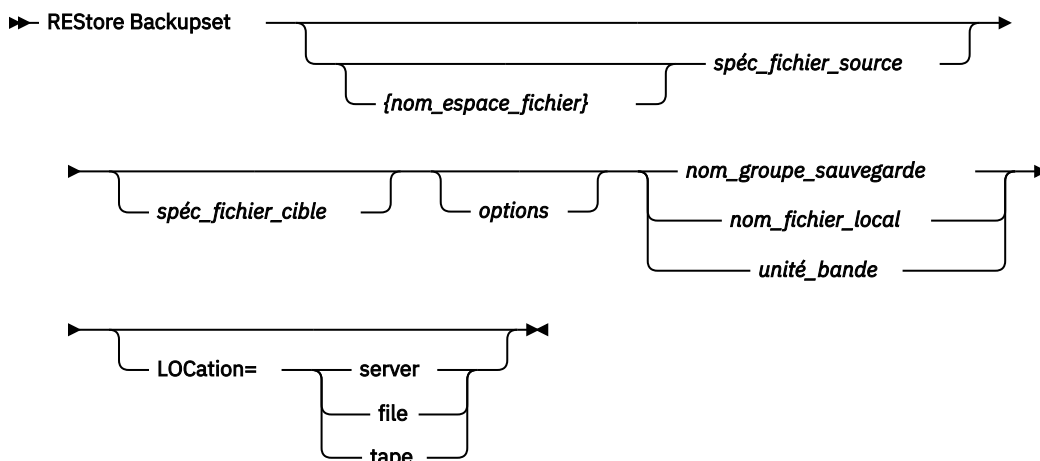 REStore Backupset
spéc_fichier_source
{nom_espace_fichier}
nom_groupe_sauvegarde
spéc_fichier_cible
options
nom_fichier_local
unité_bande
LOCation=
server
file
tape